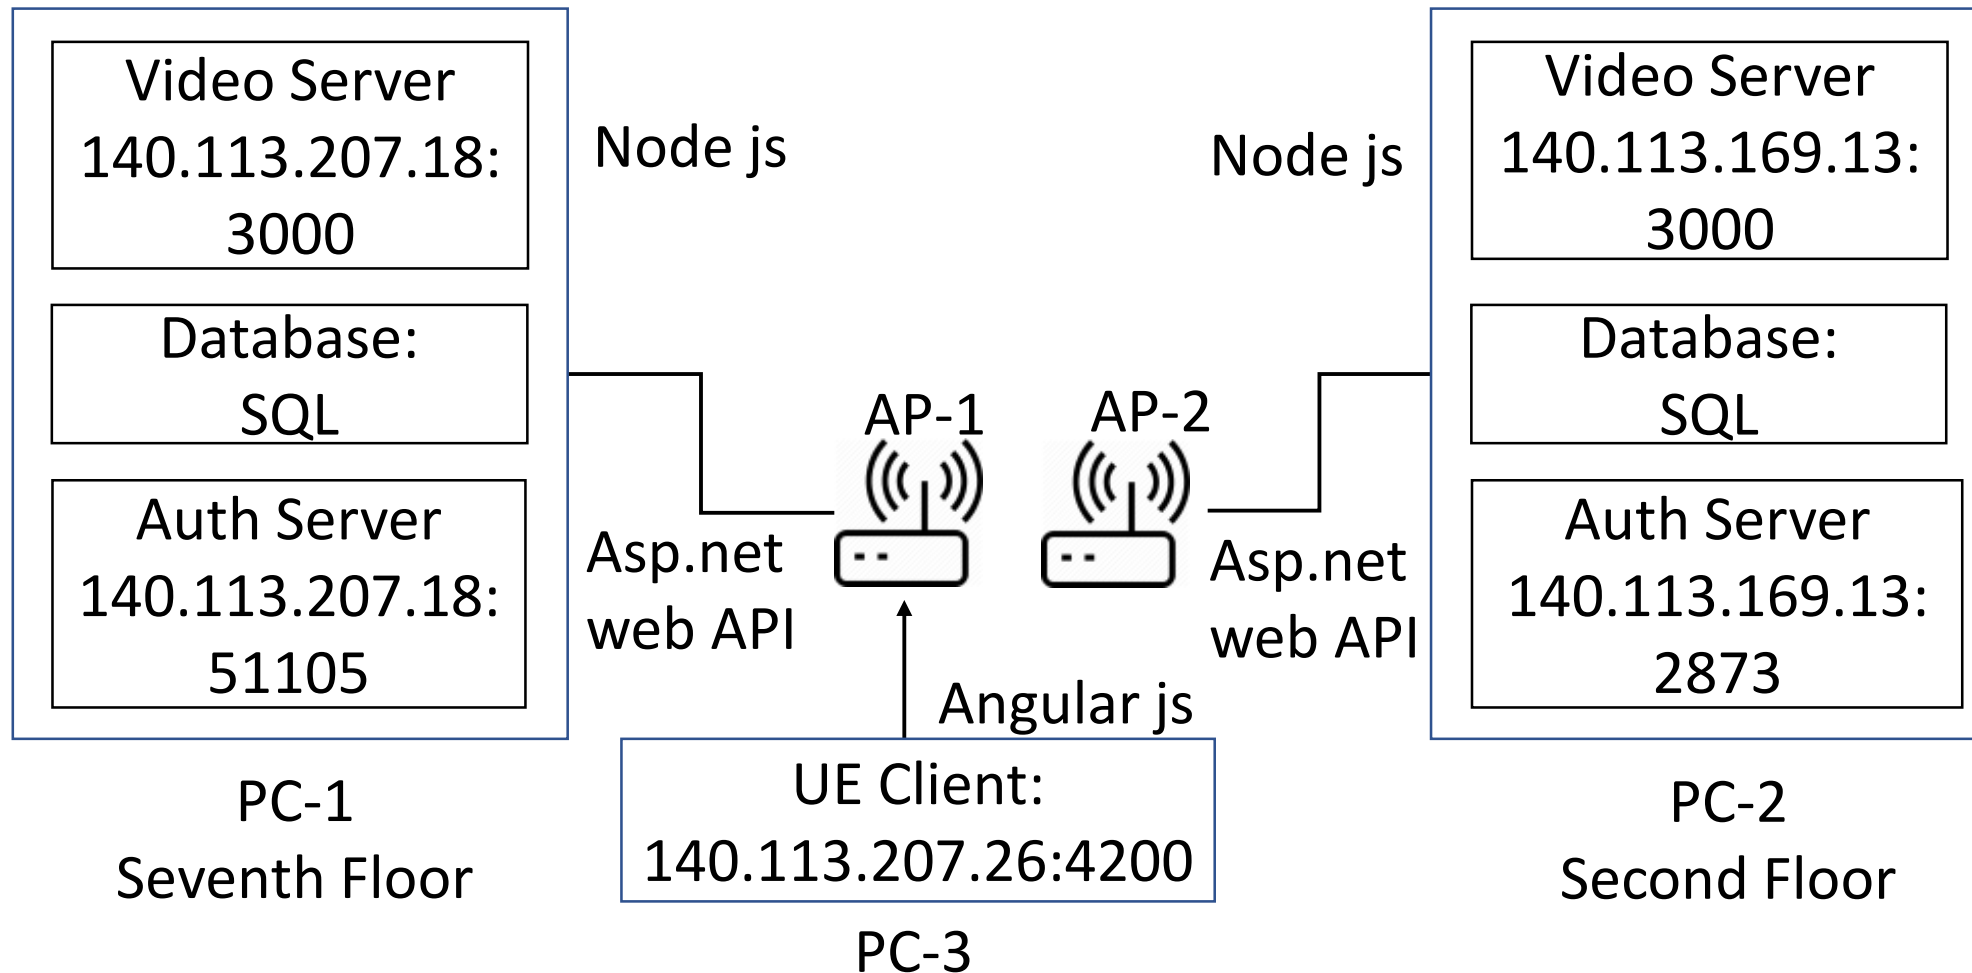 Video Server
140.113.207.18:
3000
Database:
SQL
Auth Server
140.113.207.18:
51105
PC-1
Seventh Floor
Node js
Asp.net
web API
AP-1
AP-2
Angular js
UE Client:
140.113.207.26:4200
PC-3
Node js
Asp.net
web API
Video Server
140.113.169.13:
3000
Database:
SQL
Auth Server
140.113.169.13:
2873
PC-2
Second Floor